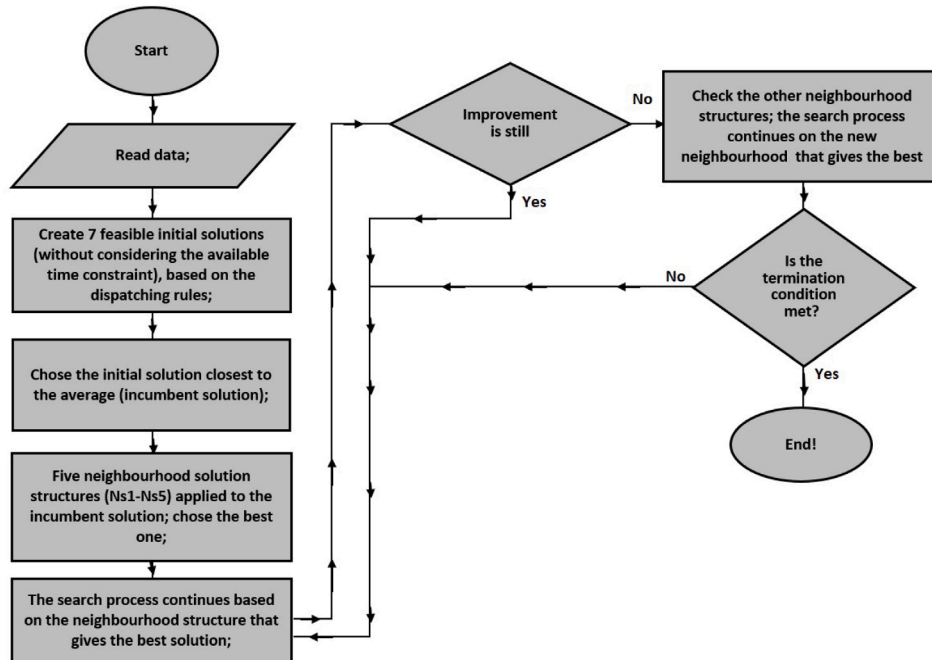 Start
Read data;
Create 7 feasible initial solutions
(without considering the available
time constraint), based on the
dispatching rules;
Chose the initial solution closest to
the average (incumbent solution);
Five neighbourhood solution
structures (Ns1-Ns5) applied to the
incumbent solution; chose the best
one;
The search process continues based
on the neighbourhood structure that
gives the best solution;
Improvement
is still
No
Yes
Check the other neighbourhood
structures; the search process
continues on the new
neighbourhood that gives the best
Is the
termination
condition
met?
No
Yes
End!